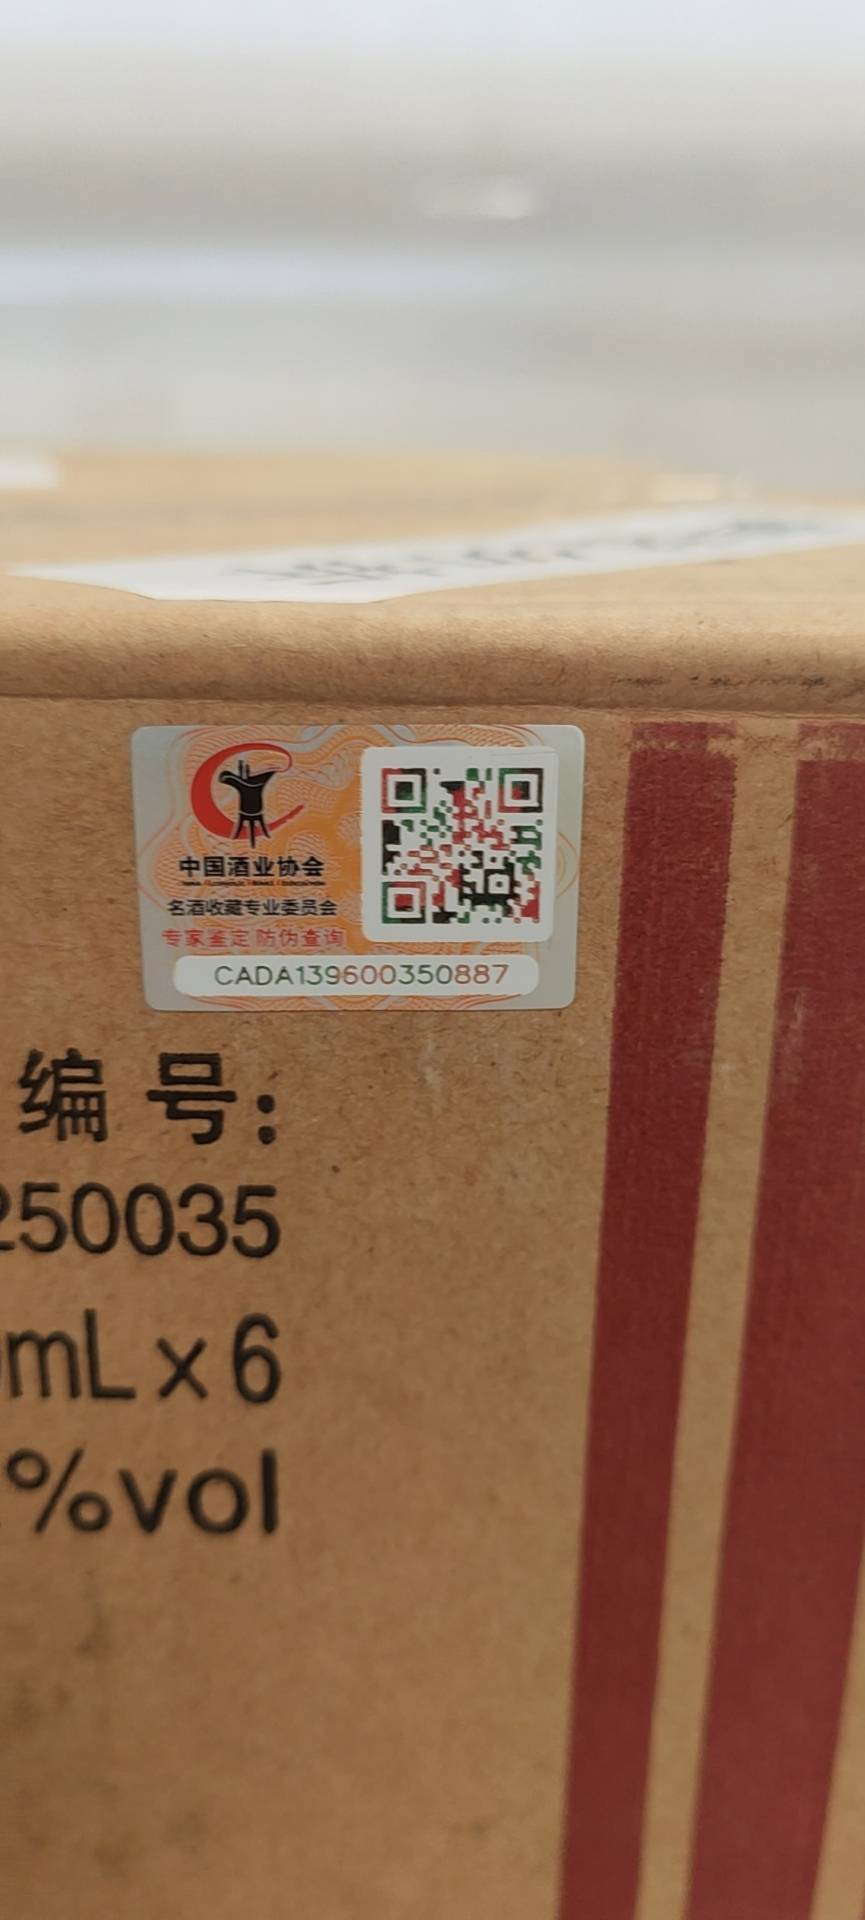 中国酒业协会
名酒收藏专业委员会
专家鉴定 防伪查询
CADA139600350887
编号:
250035
mL×6
%vol